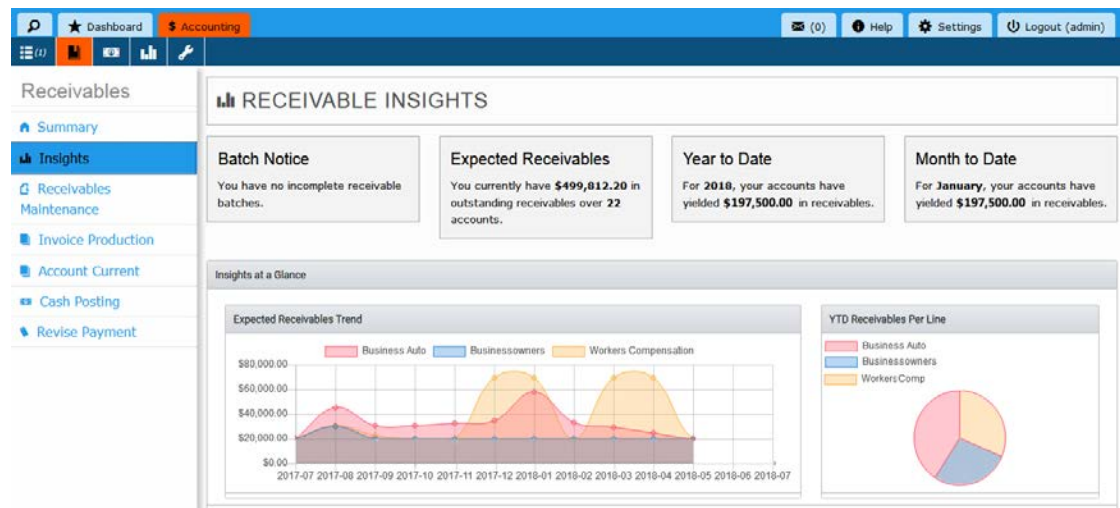 Dashboard
$ Accounting
(0)
Help
Settings
Logout (admin)
(1)
Receivables
Summary
Insights
Receivables
Maintenance
Invoice Production
Account Current
Cash Posting
Revise Payment
RECEIVABLE INSIGHTS
Batch Notice
You have no incomplete receivable
batches.
Expected Receivables
You currently have $499,812.20 in
outstanding receivables over 22
accounts.
Year to Date
For 2018, your accounts have
yielded $197,500.00 in receivables.
Month to Date
For January, your accounts have
yielded $197,500.00 in receivables.
Insights at a Glance
Expected Receivables Trend
Business Auto
Businessowners
Workers Compensation
$80,000.00
$60,000.00
$40,000.00
$20,000.00
$0.00
2017-07 2017-08 2017-09 2017-10 2017-11 2017-12 2018-01 2018-02 2018-03 2018-04 2018-05 2018-06 2018-07
YTD Receivables Per Line
Business Auto
Businessowners
Workers Comp